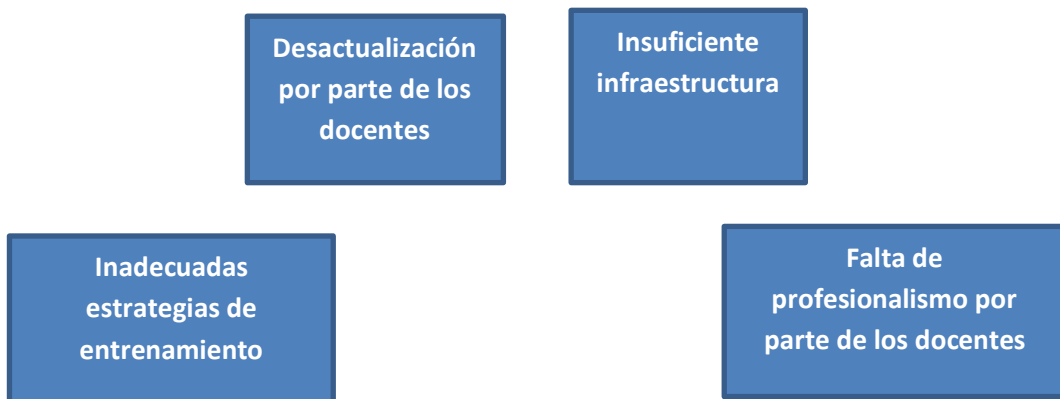 Desactualización
por parte de los
docentes
Insuficiente
infraestructura
Inadecuadas
estrategias de
entrenamiento
Falta de
profesionalismo por
parte de los docentes